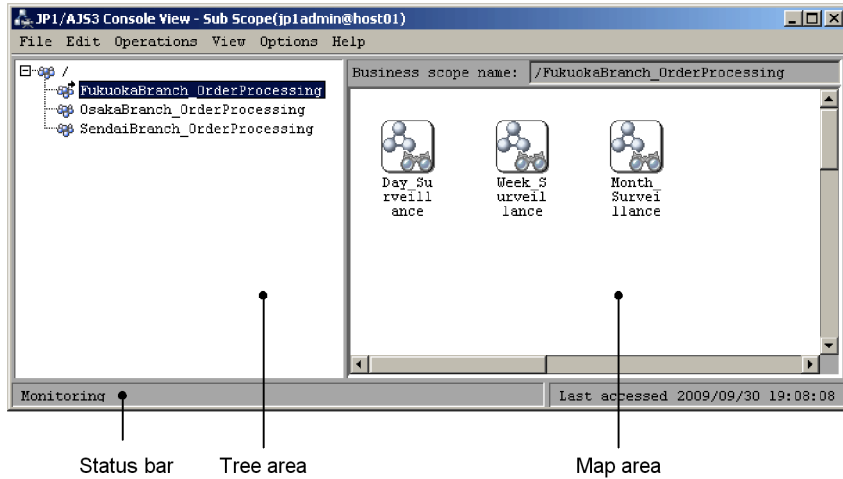 JP1/AJS3 Console View - Sub Scope(jp1admin@host01)
File Edit Operations View Options Help
/
FukuokaBranch_OrderProcessing
OsakaBranch_OrderProcessing
SendaiBranch_OrderProcessing
Business scope name: /FukuokaBranch_OrderProcessing
Day_Su
rveill
ance
Week_S
urveil
lance
Month_
Survei
llance
Monitoring
Last accessed 2009/09/30 19:08:08
Status bar
Tree area
Map area